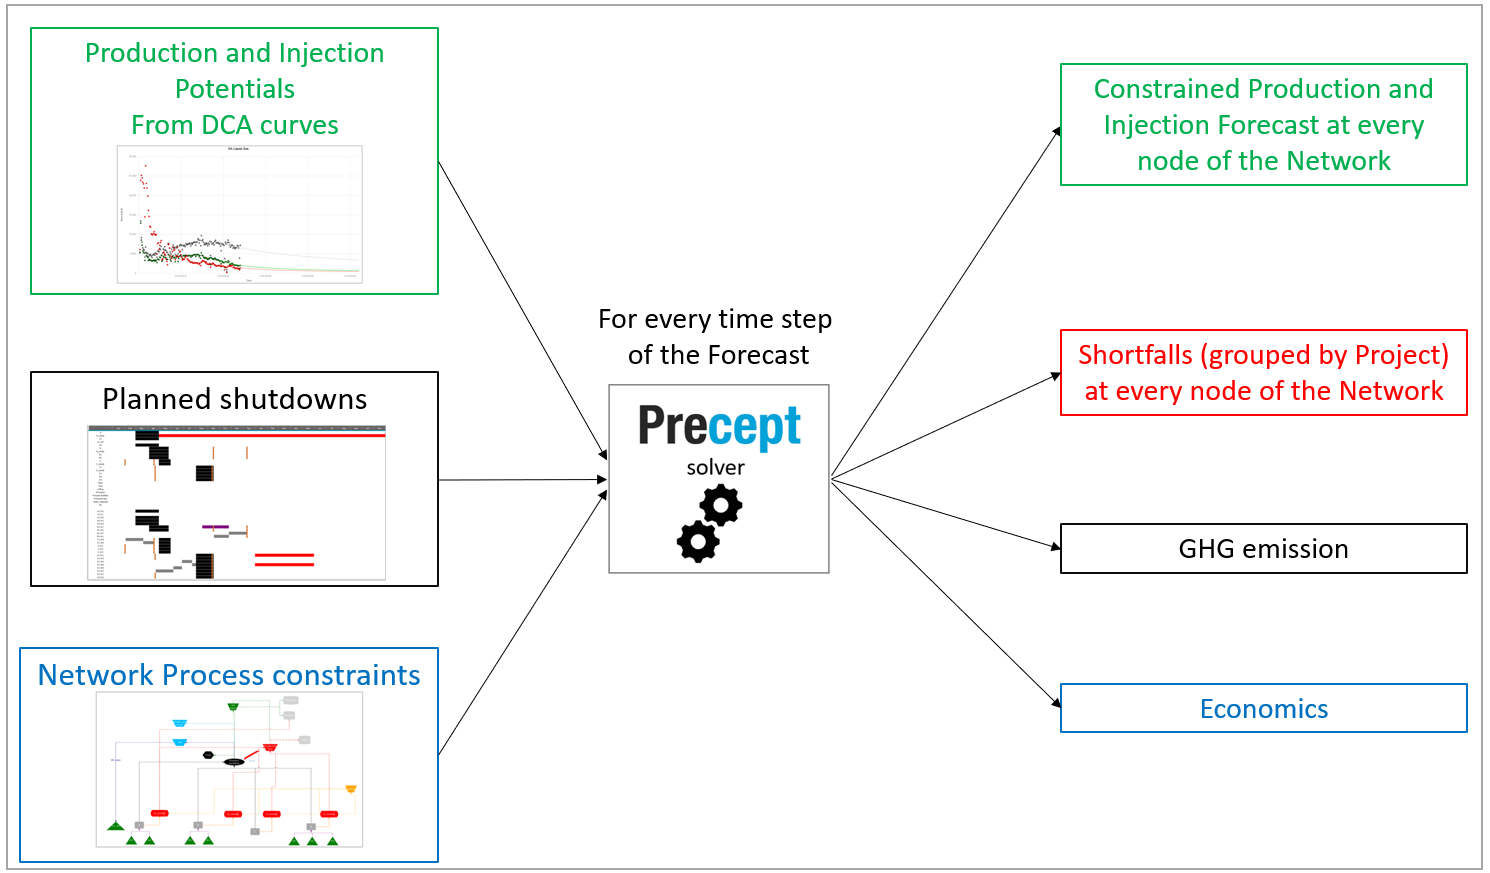 Production and Injection
Potentials
From DCA curves
Planned shutdowns
Network Process constraints
For every time step
of the Forecast
Precept
solver
Constrained Production and
Injection Forecast at every
node of the Network
Shortfalls (grouped by Project)
at every node of the Network
GHG emission
Economics